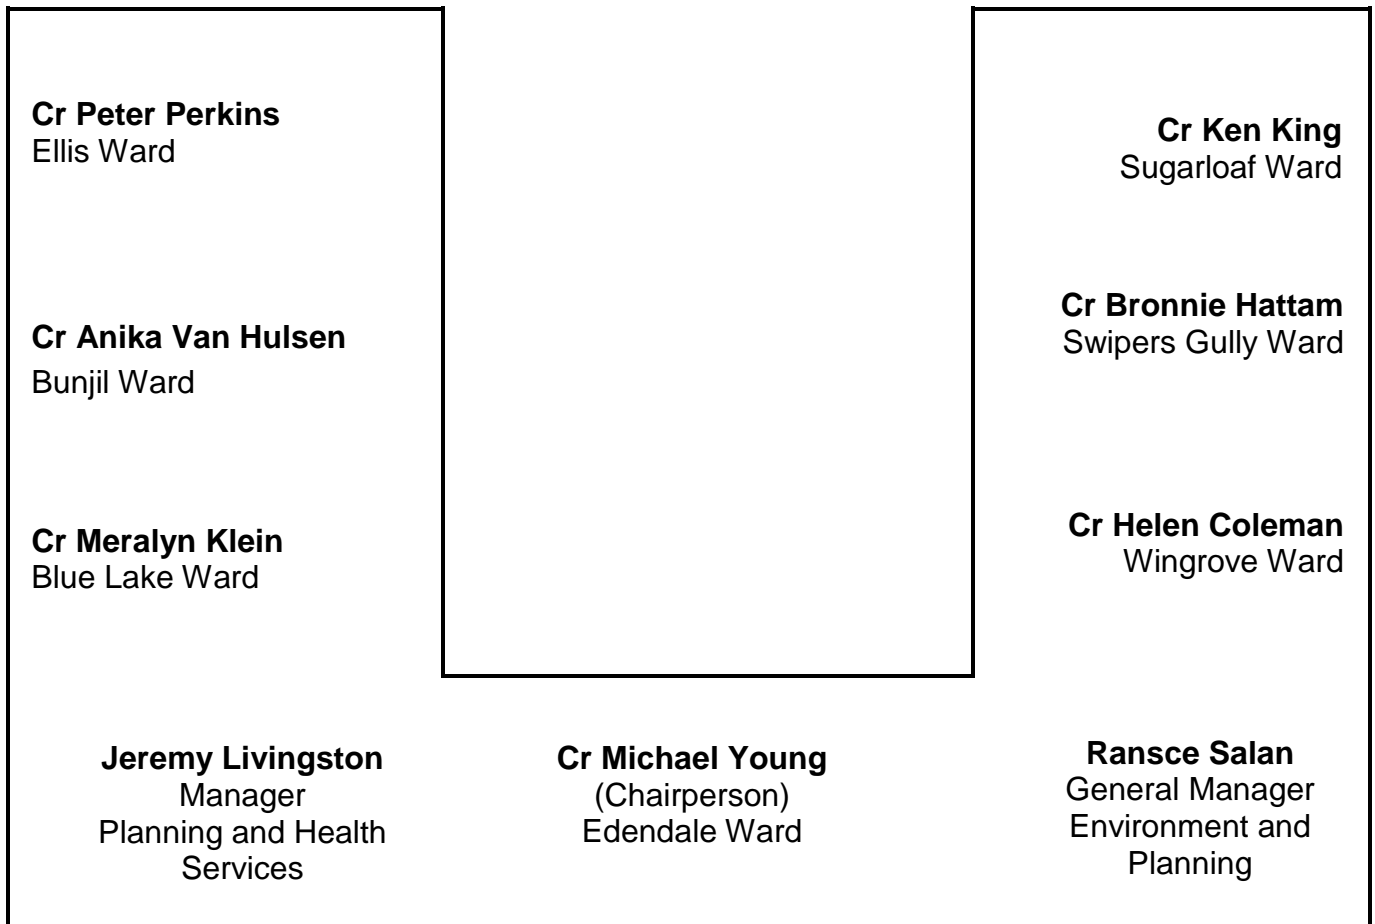 Cr Peter Perkins
Ellis Ward
Cr Anika Van Hulsen
Bunjil Ward
Cr Meralyn Klein
Blue Lake Ward
Cr Ken King
Sugarloaf Ward
Cr Bronnie Hattam
Swipers Gully Ward
Cr Helen Coleman
Wingrove Ward
Jeremy Livingston
Manager
Planning and Health
Services
Cr Michael Young
(Chairperson)
Edendale Ward
Ransce Salan
General Manager
Environment and
Planning